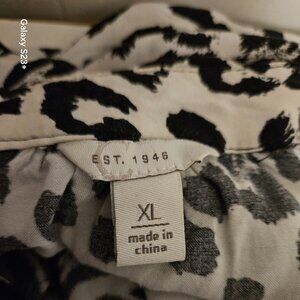 Galaxy S23+
EST. 1946
XL
made in
china